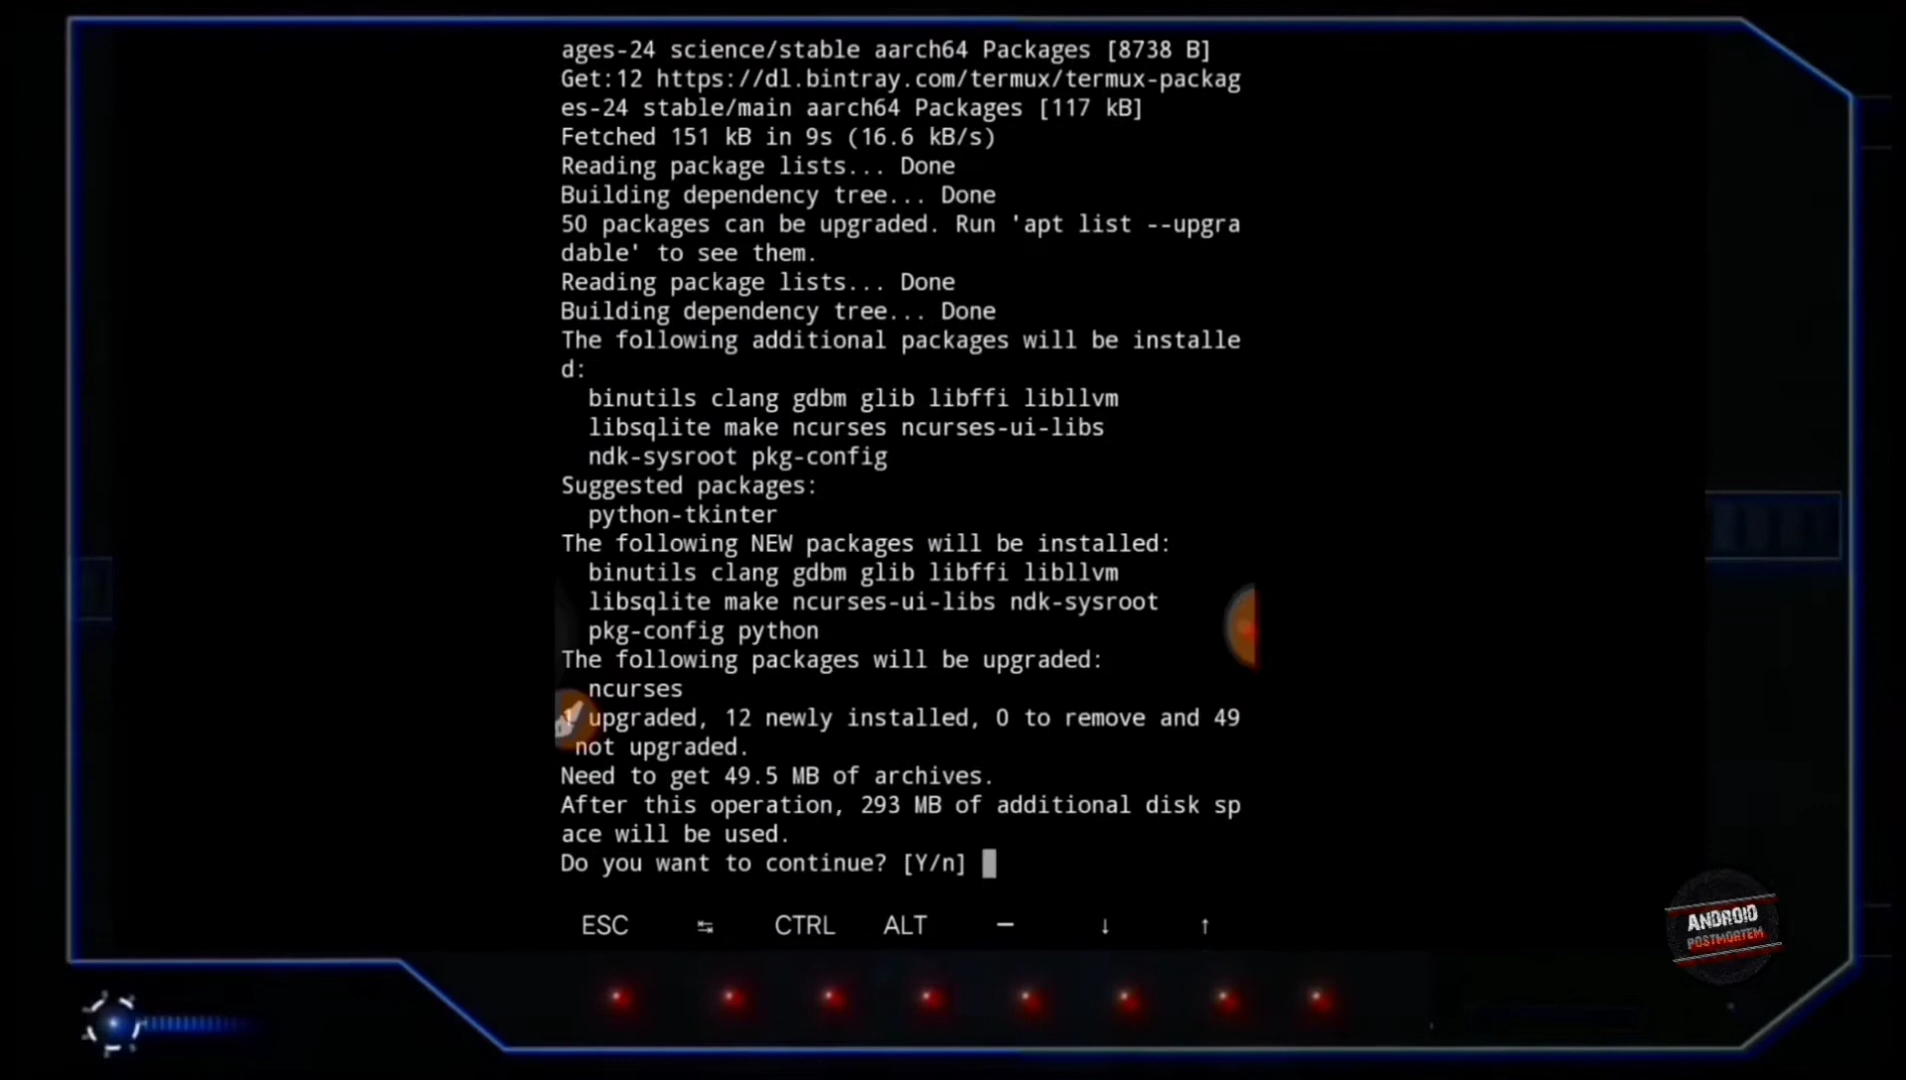 ages-24 science/stable aarch64 Packages [8738 B]
Get:12 https://dl.bintray.com/termux/termux-packag
es-24 stable/main aarch64 Packages [117 kB]
Fetched 151 kB in 9s (16.6 kB/s)
Reading package lists... Done
Building dependency tree... Done
50 packages can be upgraded. Run 'apt list --upgra
dable' to see them.
Reading package lists... Done
Building dependency tree... Done
The following additional packages will be installe
d:
binutils clang gdbm glib libffi libllvm
libsqlite make ncurses ncurses-ui-libs
ndk-sysroot pkg-config
Suggested packages:
python-tkinter
The following NEW packages will be installed:
binutils clang gdbm glib libffi libllvm
libsqlite make ncurses-ui-libs ndk-sysroot
pkg-config python
The following packages will be upgraded:
ncurses
1 upgraded, 12 newly installed, 0 to remove and 49
not upgraded.
Need to get 49.5 MB of archives.
After this operation, 293 MB of additional disk sp
ace will be used.
Do you want to continue? [Y/n]
ESC ↹ CTRL ALT – ↓ ↑
ANDROID
POSTMORTEM